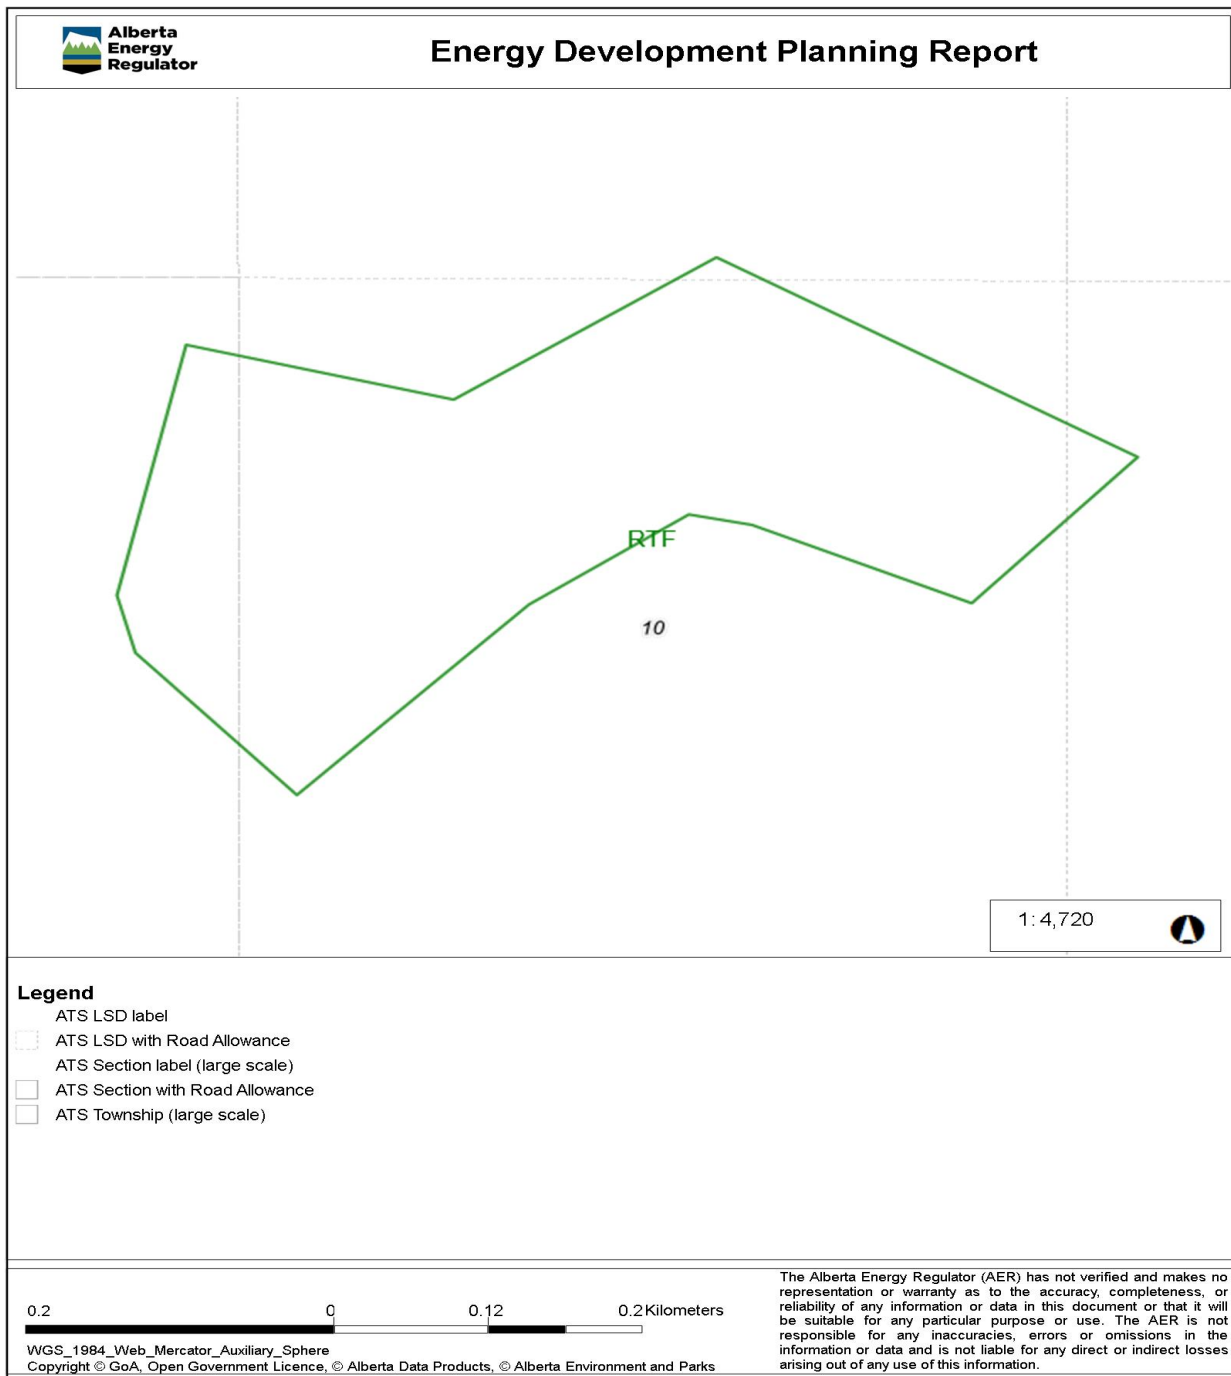 Alberta
Energy
Regulator
Energy Development Planning Report
RTF
10
1: 4,720
Legend
ATS LSD label
ATS LSD with Road Allowance
ATS Section label (large scale)
ATS Section with Road Allowance
ATS Township (large scale)
0.2 0 0.12 0.2 Kilometers
WGS_1984_Web_Mercator_Auxiliary_Sphere
Copyright © GoA, Open Government Licence, © Alberta Data Products, © Alberta Environment and Parks
The Alberta Energy Regulator (AER) has not verified and makes no
representation or warranty as to the accuracy, completeness, or
reliability of any information or data in this document or that it will
be suitable for any particular purpose or use. The AER is not
responsible for any inaccuracies, errors or omissions in the
information or data and is not liable for any direct or indirect losses
arising out of any use of this information.